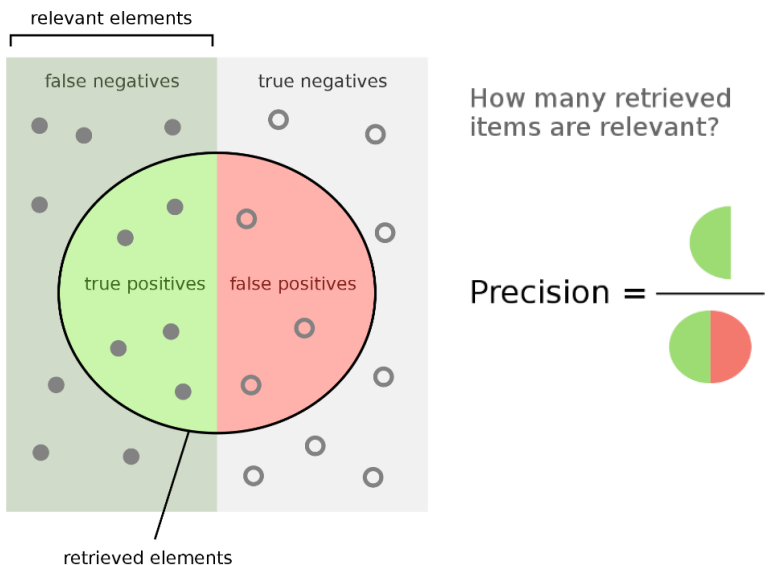 relevant elements
false negatives
true negatives
How many retrieved
items are relevant?
true positives
false positives
Precision =
retrieved elements